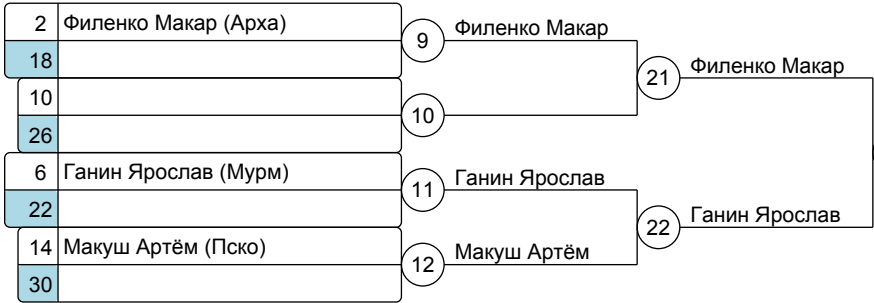 2 Филенко Макар (Арха)
18
9 Филенко Макар
10
26
10
21 Филенко Макар
6 Ганин Ярослав (Мурм)
22
11 Ганин Ярослав
14 Макуш Артём (Пско)
30
12 Макуш Артём
22 Ганин Ярослав